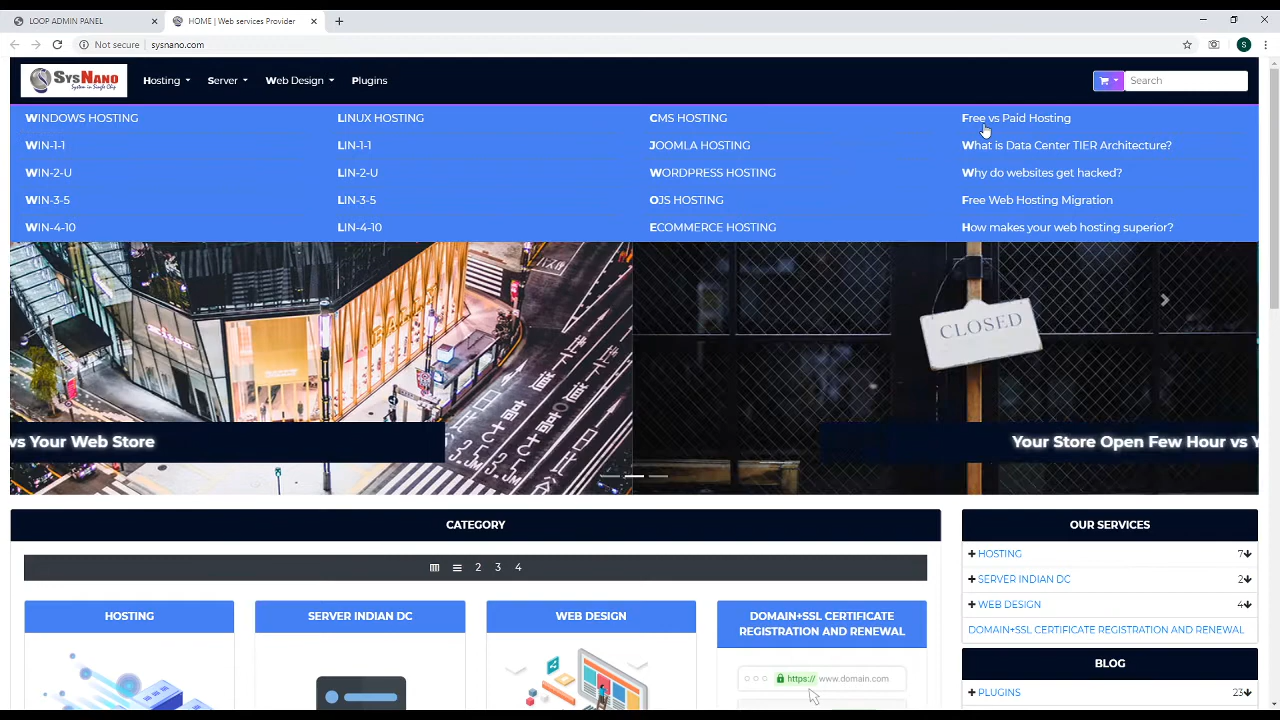 LOOP ADMIN PANEL
HOME | Web services Provider
Not secure | sysnano.com
S
SYSNANO
System in Single Chip
Hosting
Server
Web Design
Plugins
Search
WINDOWS HOSTING
LINUX HOSTING
CMS HOSTING
Free vs Paid Hosting
WIN-1-1
LIN-1-1
JOOMLA HOSTING
What is Data Center TIER Architecture?
WIN-2-U
LIN-2-U
WORDPRESS HOSTING
Why do websites get hacked?
WIN-3-5
LIN-3-5
OJS HOSTING
Free Web Hosting Migration
WIN-4-10
LIN-4-10
ECOMMERCE HOSTING
How makes your web hosting superior?
CLOSED
vs Your Web Store
Your Store Open Few Hour vs Y
CATEGORY
OUR SERVICES
2 3 4
HOSTING 7
SERVER INDIAN DC 2
WEB DESIGN 4
DOMAIN+SSL CERTIFICATE REGISTRATION AND RENEWAL
HOSTING
SERVER INDIAN DC
WEB DESIGN
DOMAIN+SSL CERTIFICATE
REGISTRATION AND RENEWAL
https:// www.domain.com
BLOG
PLUGINS 23